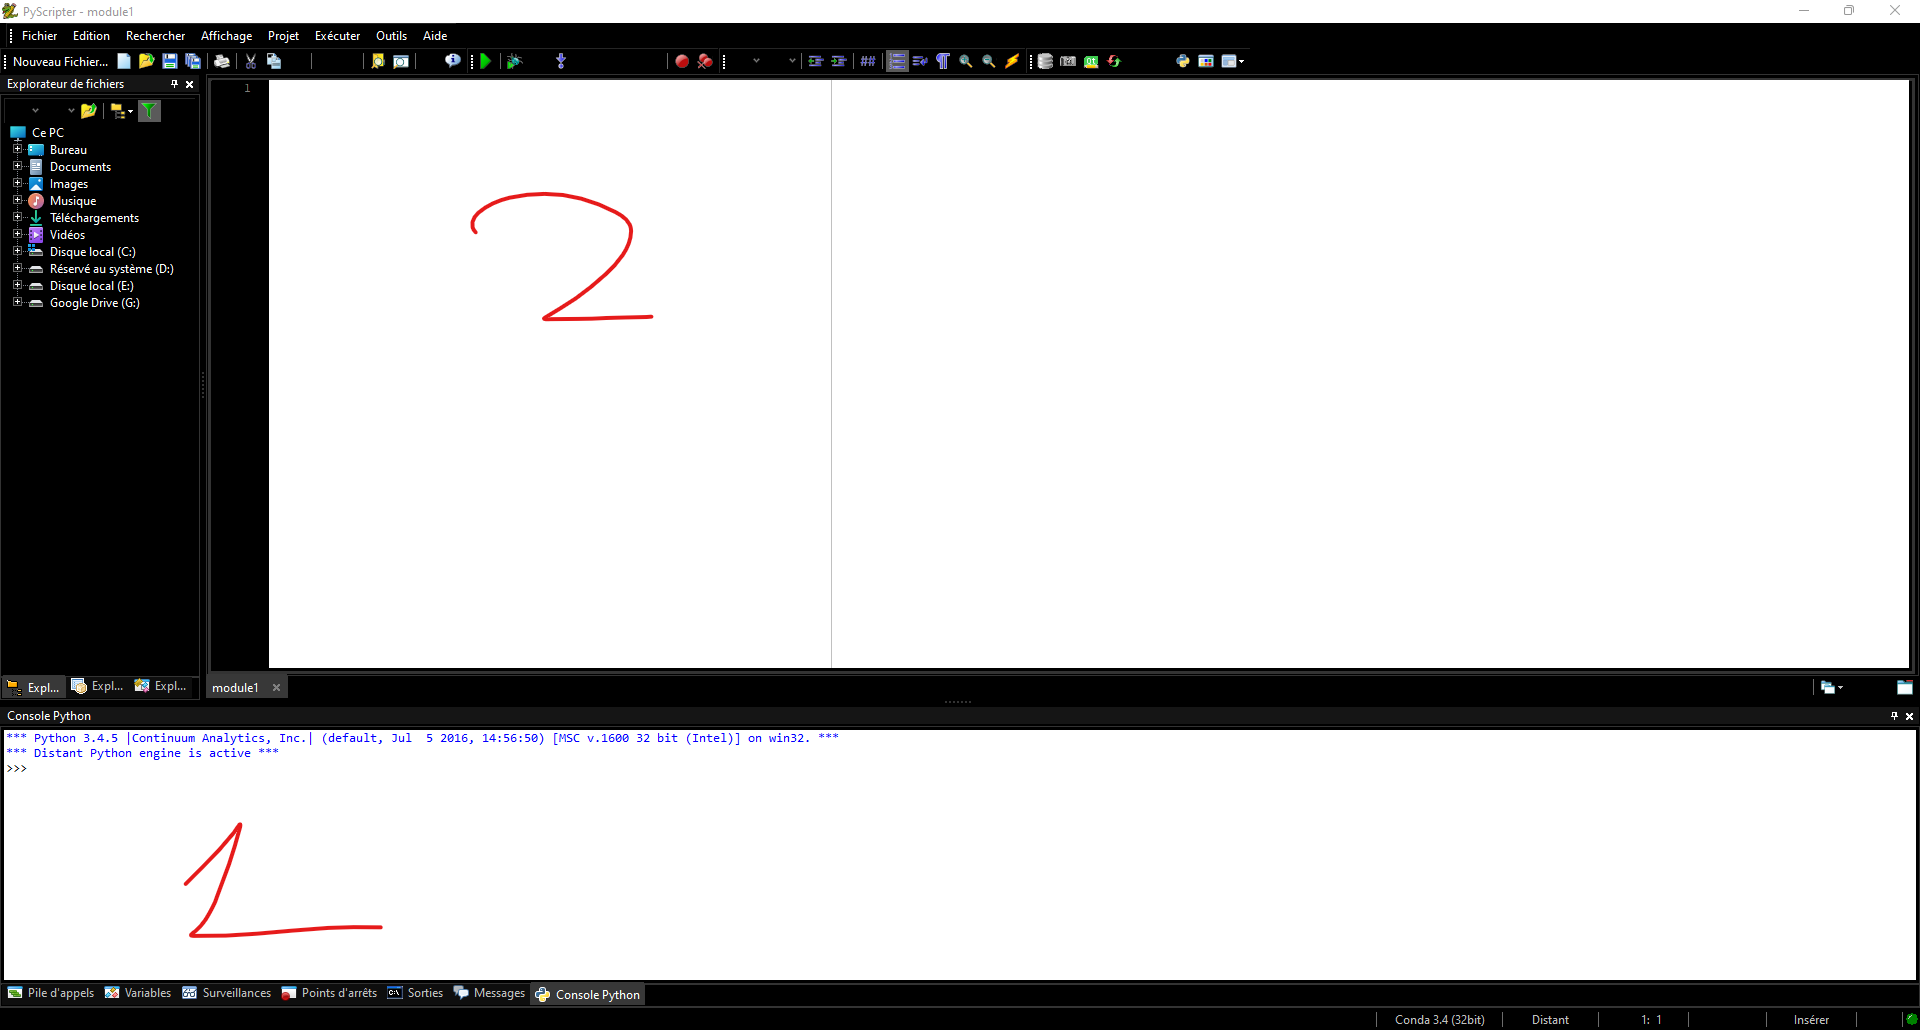 PyScripter - module1
Fichier Edition Rechercher Affichage Projet Exécuter Outils Aide
Nouveau Fichier...
Explorateur de fichiers
1
Ce PC
Bureau
Documents
Images
Musique
Téléchargements
Vidéos
Disque local (C:)
Réservé au système (D:)
Disque local (E:)
Google Drive (G:)
2
Expl... Expl... Expl...
module1
Console Python
*** Python 3.4.5 |Continuum Analytics, Inc.| (default, Jul  5 2016, 14:56:50) [MSC v.1600 32 bit (Intel)] on win32. ***
*** Distant Python engine is active ***
>>>
1
Pile d'appels Variables Surveillances Points d'arrêts Sorties Messages Console Python
Conda 3.4 (32bit) Distant 1: 1 Insérer